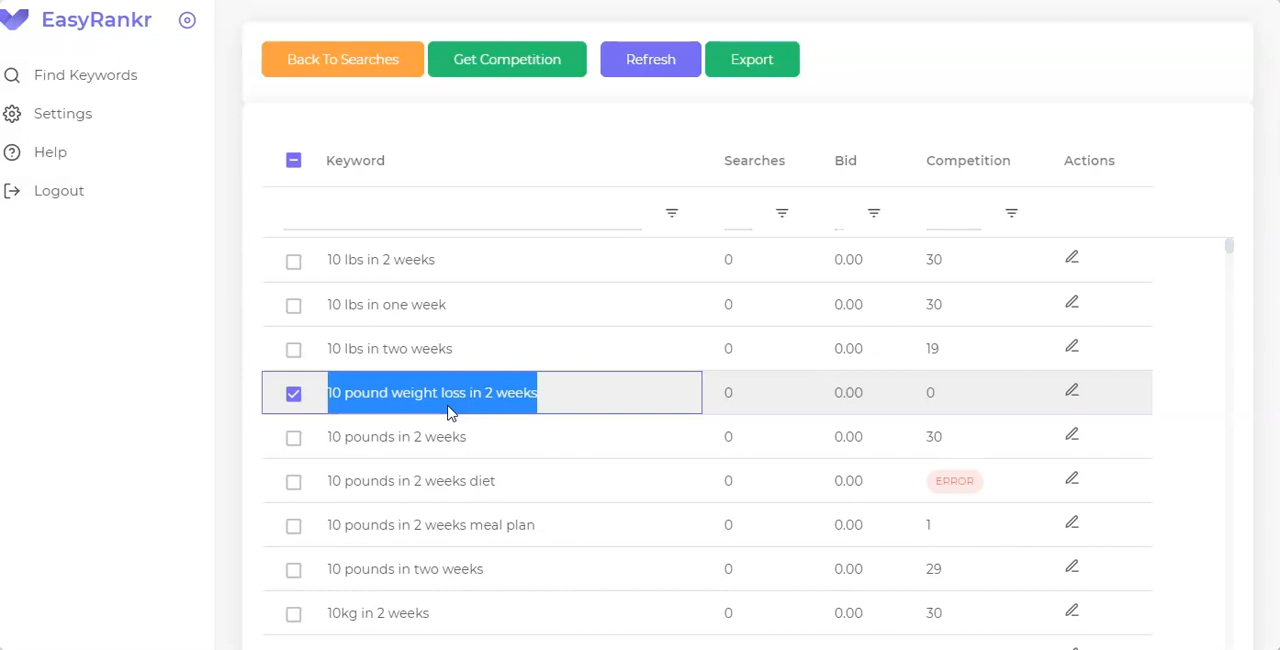 EasyRankr
Find Keywords
Settings
Help
Logout
Back To Searches Get Competition Refresh Export
Keyword Searches Bid Competition Actions
10 lbs in 2 weeks 0 0.00 30
10 lbs in one week 0 0.00 30
10 lbs in two weeks 0 0.00 19
10 pound weight loss in 2 weeks 0 0.00 0
10 pounds in 2 weeks 0 0.00 30
10 pounds in 2 weeks diet 0 0.00 ERROR
10 pounds in 2 weeks meal plan 0 0.00 1
10 pounds in two weeks 0 0.00 29
10kg in 2 weeks 0 0.00 30